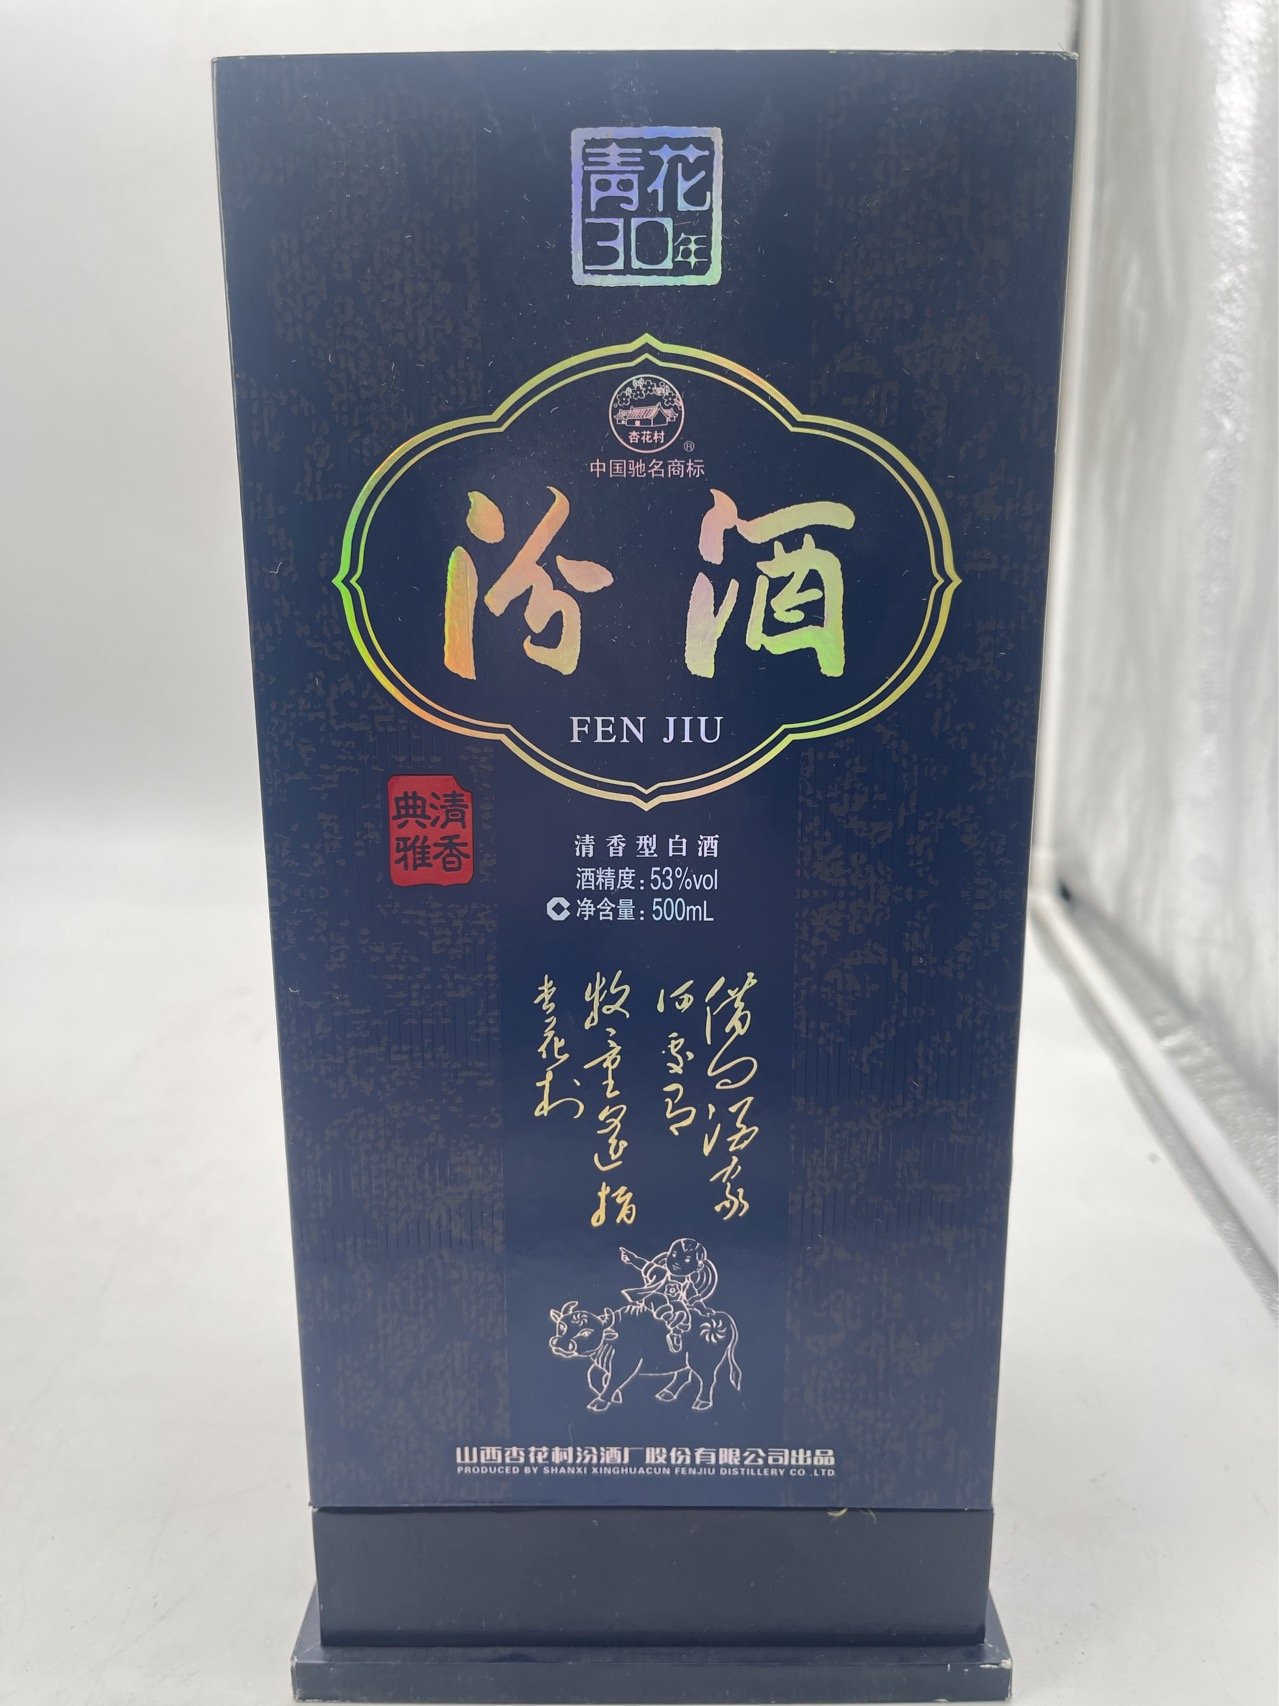 青花
30年
杏花村
®
中国驰名商标
汾酒
FEN JIU
清香
典雅
清香型白酒
酒精度:53%vol
净含量:500mL
借问酒家
何处有
牧童遥指
杏花村
山西杏花村汾酒厂股份有限公司出品
PRODUCED BY SHANXI XINGHUACUN FENJIU DISTILLERY CO.,LTD